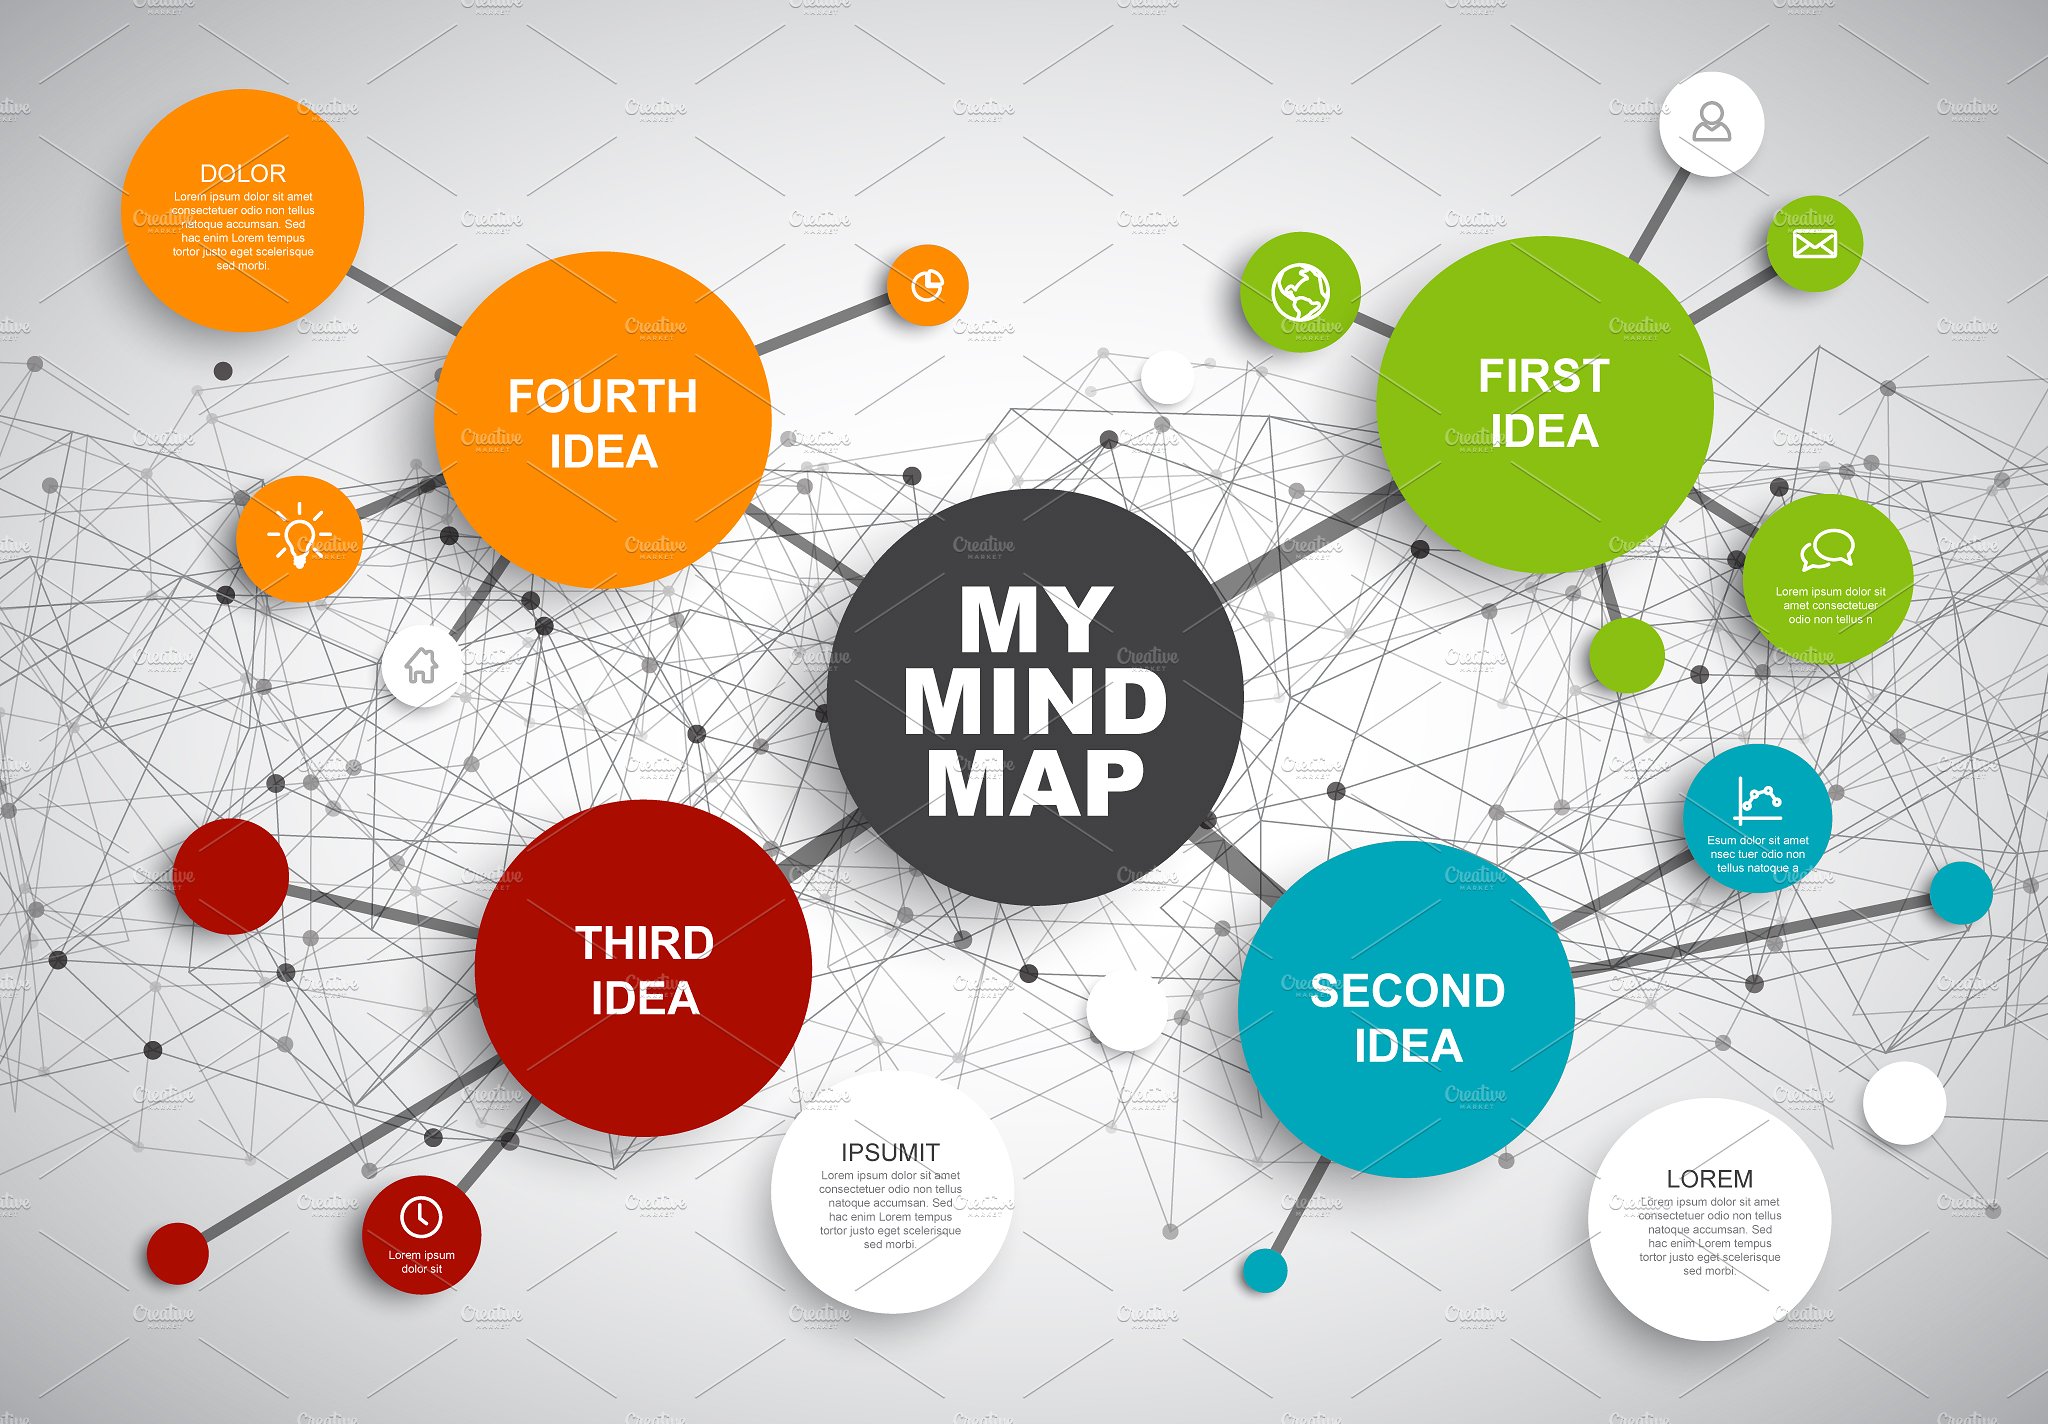 DOLOR
Lorem ipsum dolor sit amet
consectetuer odio non tellus
natoque accumsan. Sed
hac enim Lorem tempus
tortor justo eget scelerisque
sed morbi.
FOURTH
IDEA
FIRST
IDEA
MY
MIND
MAP
Lorem ipsum dolor sit
amet consectetuer
odio non tellus n
Esum dolor sit amet
nsec tuer odio non
tellus natoque a
THIRD
IDEA
SECOND
IDEA
IPSUMIT
Lorem ipsum dolor sit amet
consectetuer odio non tellus
natoque accumsan. Sed
hac enim Lorem tempus
tortor justo eget scelerisque
sed morbi.
LOREM
Lorem ipsum dolor sit amet
consectetuer odio non tellus
natoque accumsan. Sed
hac enim Lorem tempus
tortor justo eget scelerisque
sed morbi.
Lorem ipsum
dolor sit
Creative
MARKET